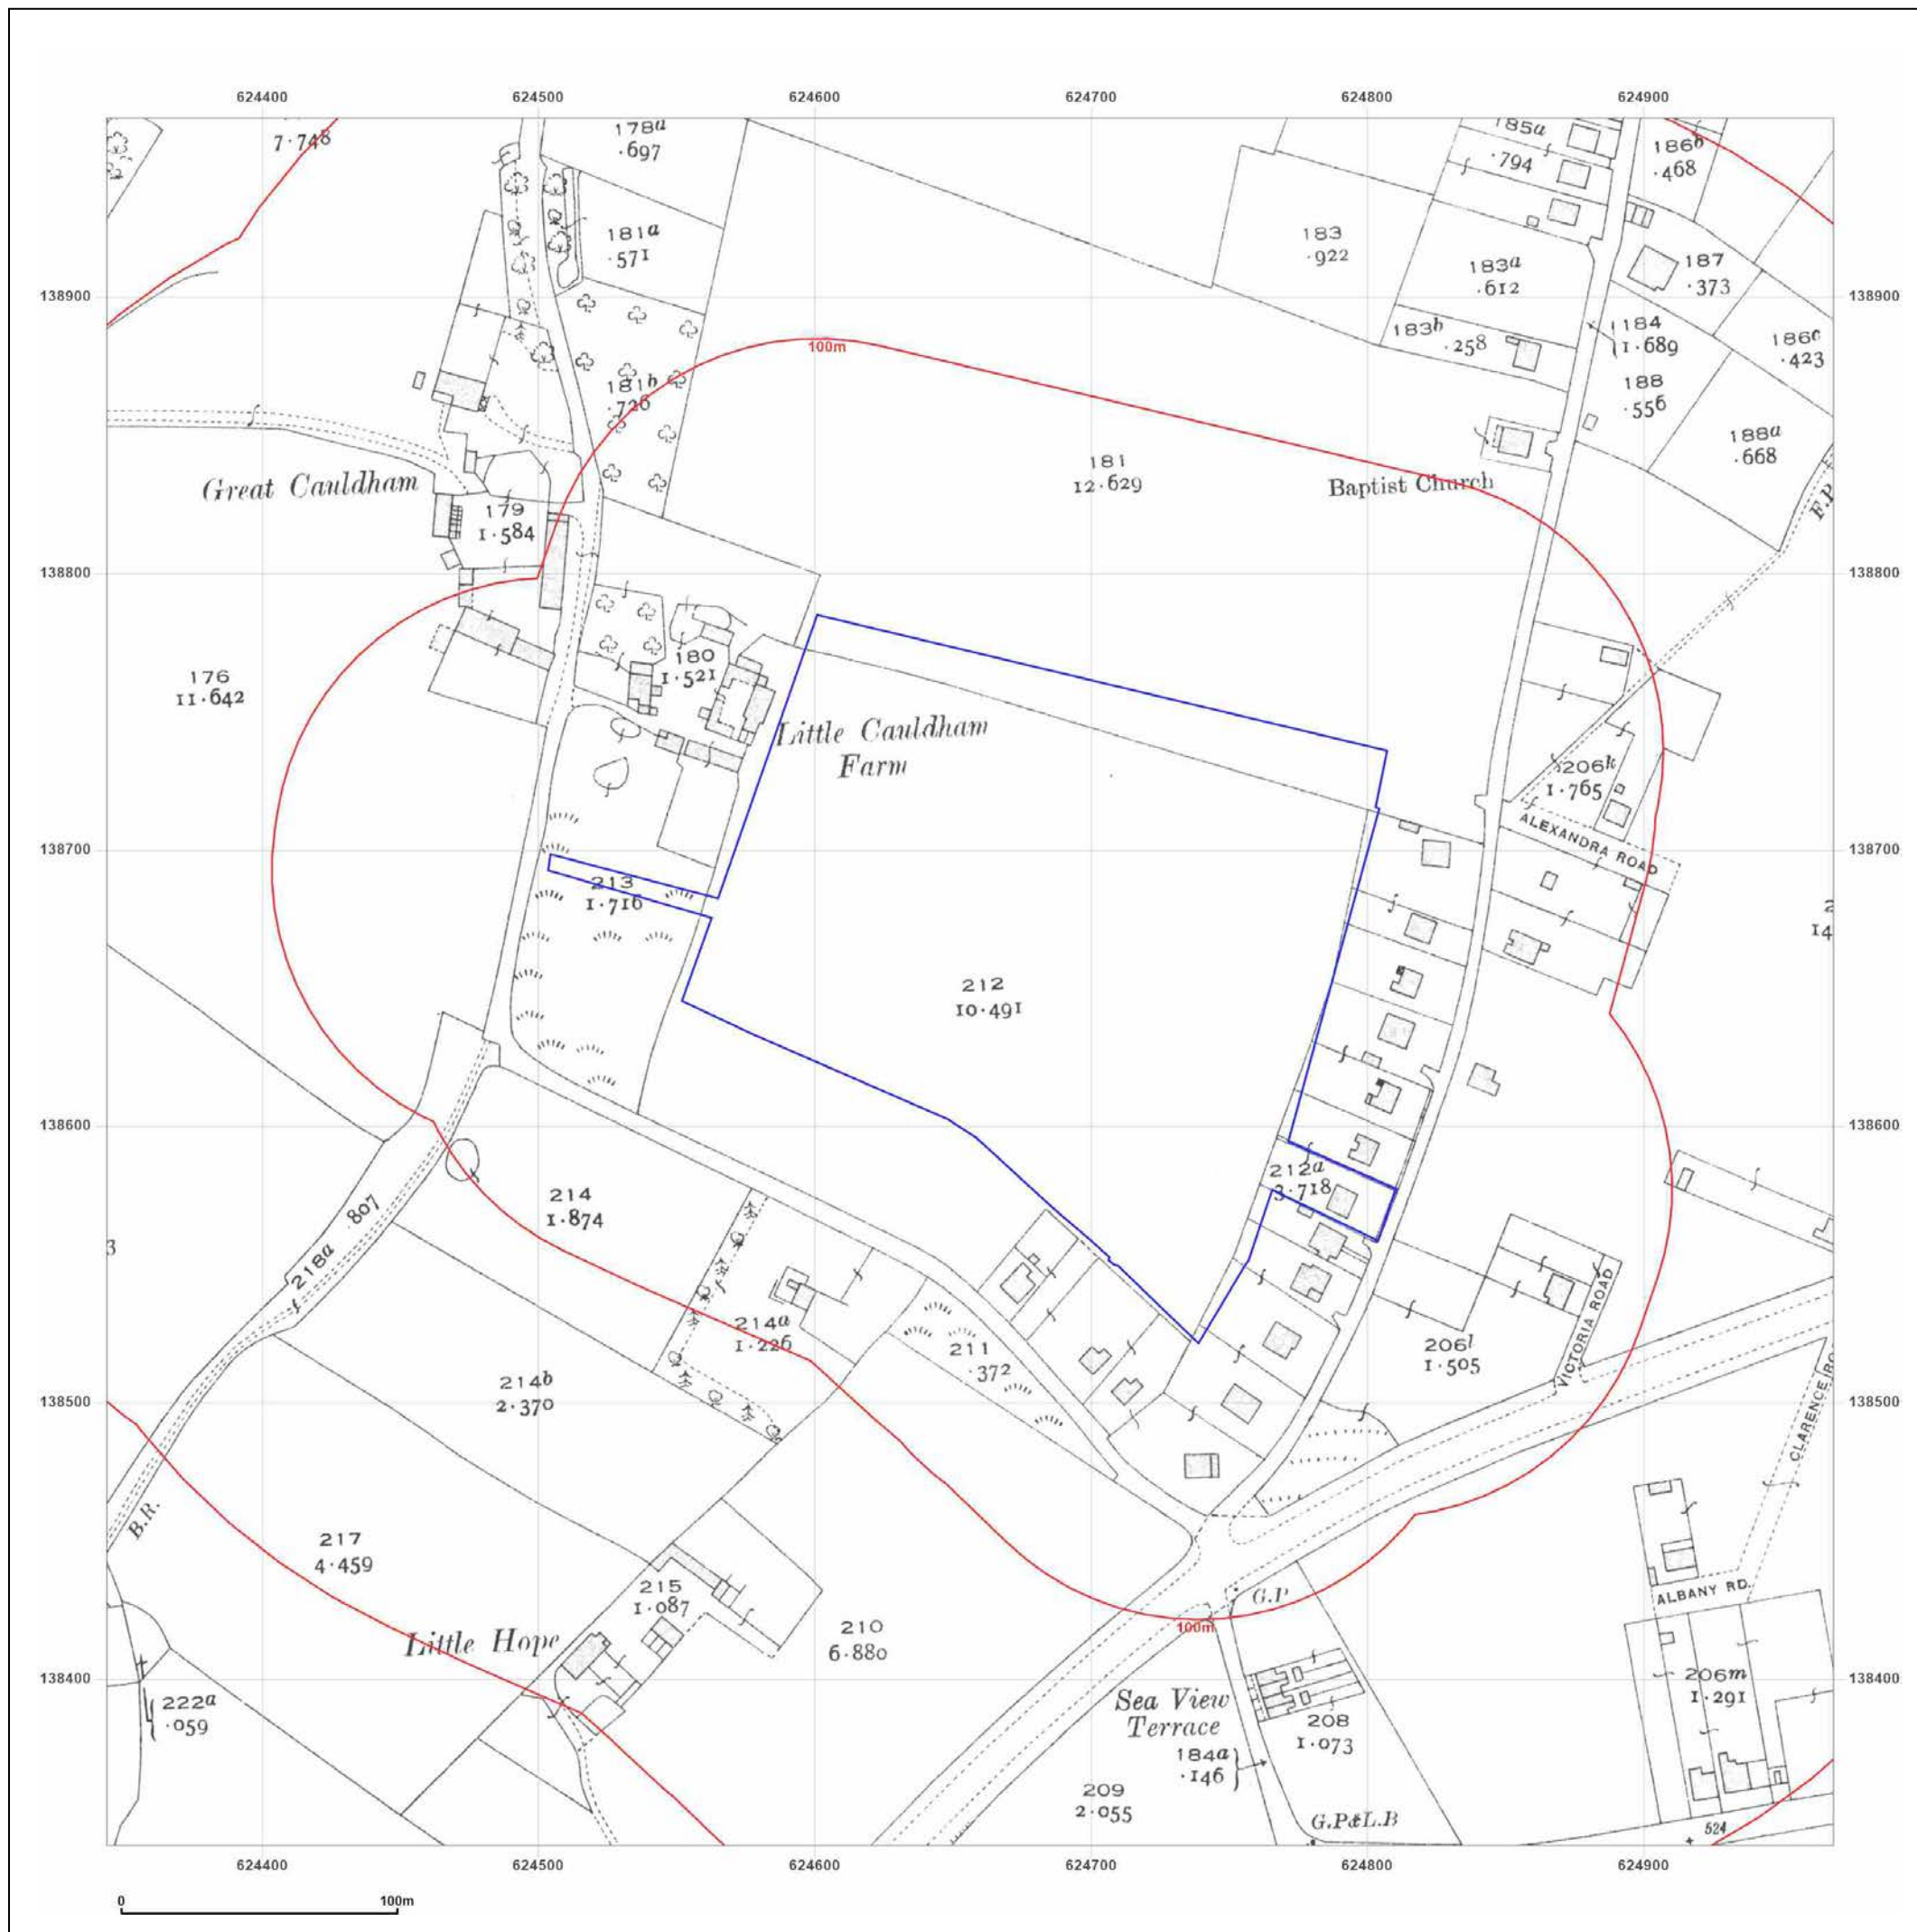 624400 624500 624600 624700 624800 624900
7·748
178a
·697
185a
·794
186b
·468
181a
·571
183
·922
183a
·612
187
·373
138900 138900
183b
·258
184
1·689
186c
·423
100m
181b
·726
188
·556
188a
·668
Great Cauldham
181
12·629
Baptist Church
F.P.
179
1·584
138800 138800
176
11·642
180
1·521
Little Cauldham
Farm
206k
1·765
ALEXANDRA ROAD
138700 138700
213
1·716
212
10·491
138600 138600
212a
3·718
214
1·874
218a ·807
3
214a
1·226
211
·372
206l
1·505
VICTORIA ROAD
CLARENCE
214b
2·370
138500 138500
B.R.
217
4·459
215
1·087
G.P
ALBANY RD.
Little Hope
210
6·880
100m
138400 138400
222a
·059
Sea View
Terrace
206m
1·291
208
1·073
184a
·146
209
2·055
G.P.& L.B
524
624400 624500 624600 624700 624800 624900
0 100m